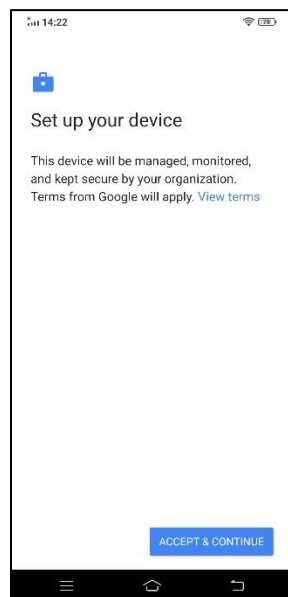 14:22
78
Set up your device
This device will be managed, monitored,
and kept secure by your organization.
Terms from Google will apply. View terms
ACCEPT & CONTINUE